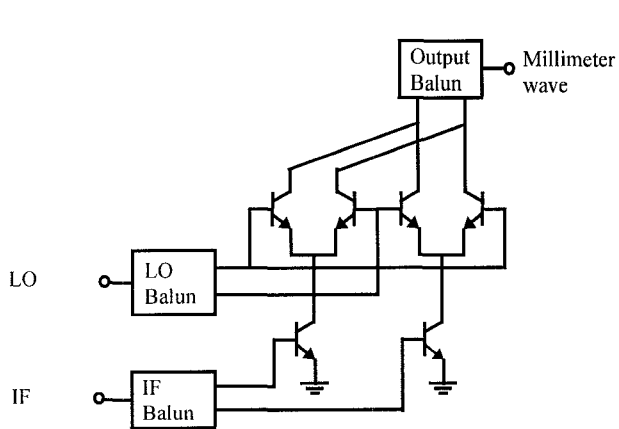 Output
Balun
Millimeter
wave
LO
LO
Balun
IF
IF
Balun